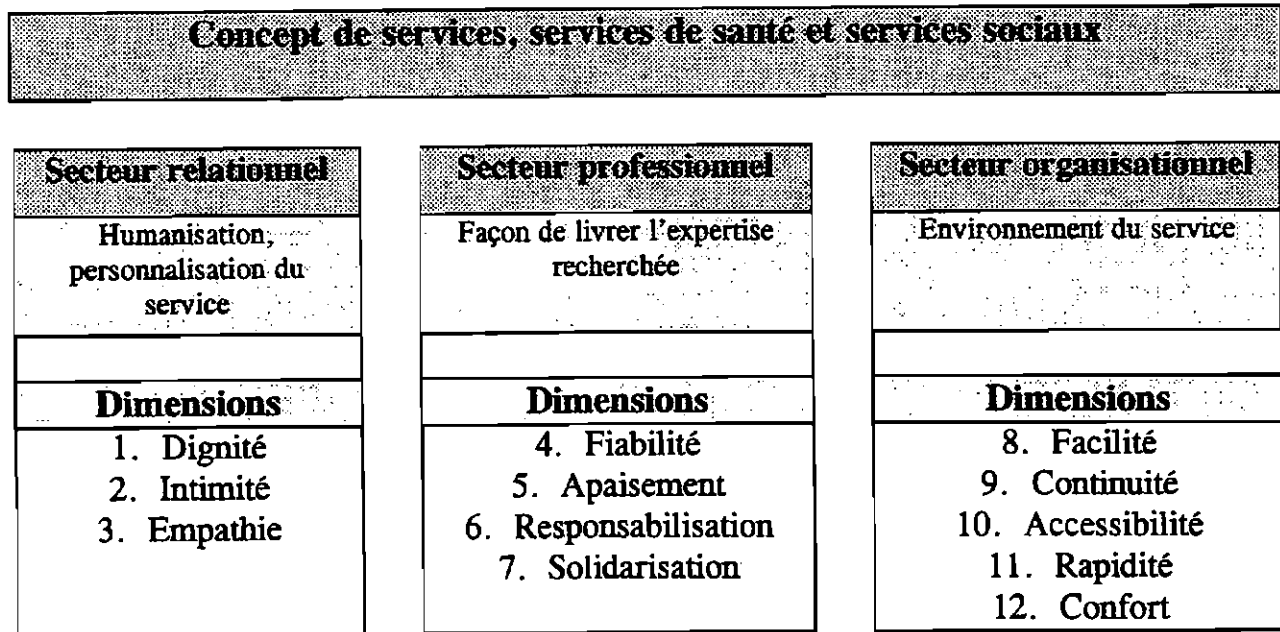 Concept de services, services de santé et services sociaux
Secteur relationnel
Humanisation,
personnalisation du
service
Dimensions
1. Dignité
2. Intimité
3. Empathie
Secteur professionnel
Façon de livrer l'expertise
recherchée
Dimensions
4. Fiabilité
5. Apaisement
6. Responsabilisation
7. Solidarisation
Secteur organisationnel
Environnement du service
Dimensions
8. Facilité
9. Continuité
10. Accessibilité
11. Rapidité
12. Confort